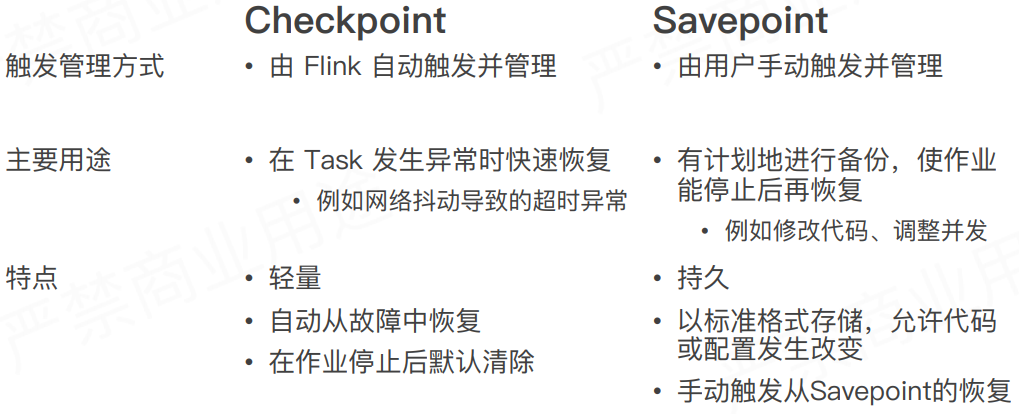 Checkpoint Savepoint
触发管理方式 • 由 Flink 自动触发并管理 • 由用户手动触发并管理
主要用途 • 在 Task 发生异常时快速恢复 • 有计划地进行备份，使作业
能停止后再恢复
• 例如网络抖动导致的超时异常
• 例如修改代码、调整并发
特点 • 轻量 • 持久
• 自动从故障中恢复 • 以标准格式存储，允许代码
或配置发生改变
• 在作业停止后默认清除
• 手动触发从Savepoint的恢复
严禁商业用途